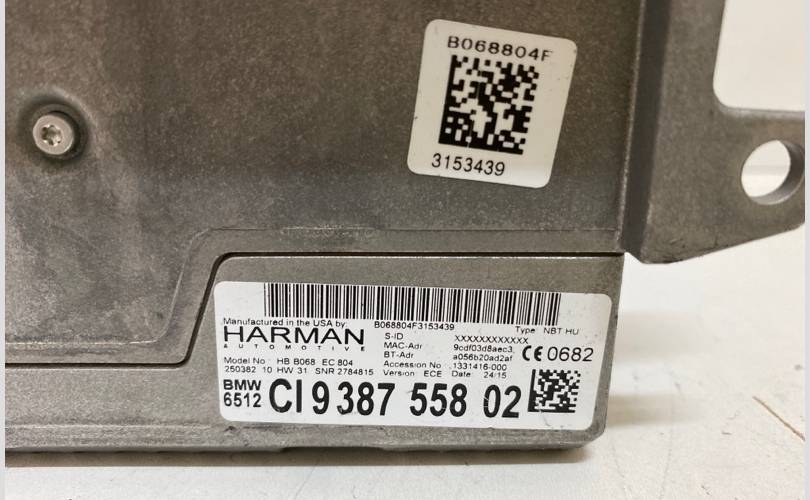 B068804F
3153439
Manufactured in the USA by:
HARMAN
AUTOMOTIVE
B068804F3153439
Type: NBT HU
S-ID xxxxxxxxxxxx
MAC-Adr 9cdf03d8aec3
BT-Adr a056b20ad2af
CE 0682
Model No: HB B068 EC 804
Accession No: 1331416-000
250382 10 HW 31 SNR 2784815
Version: ECE Date: 24/15
BMW
6512
CI 9 387 558 02